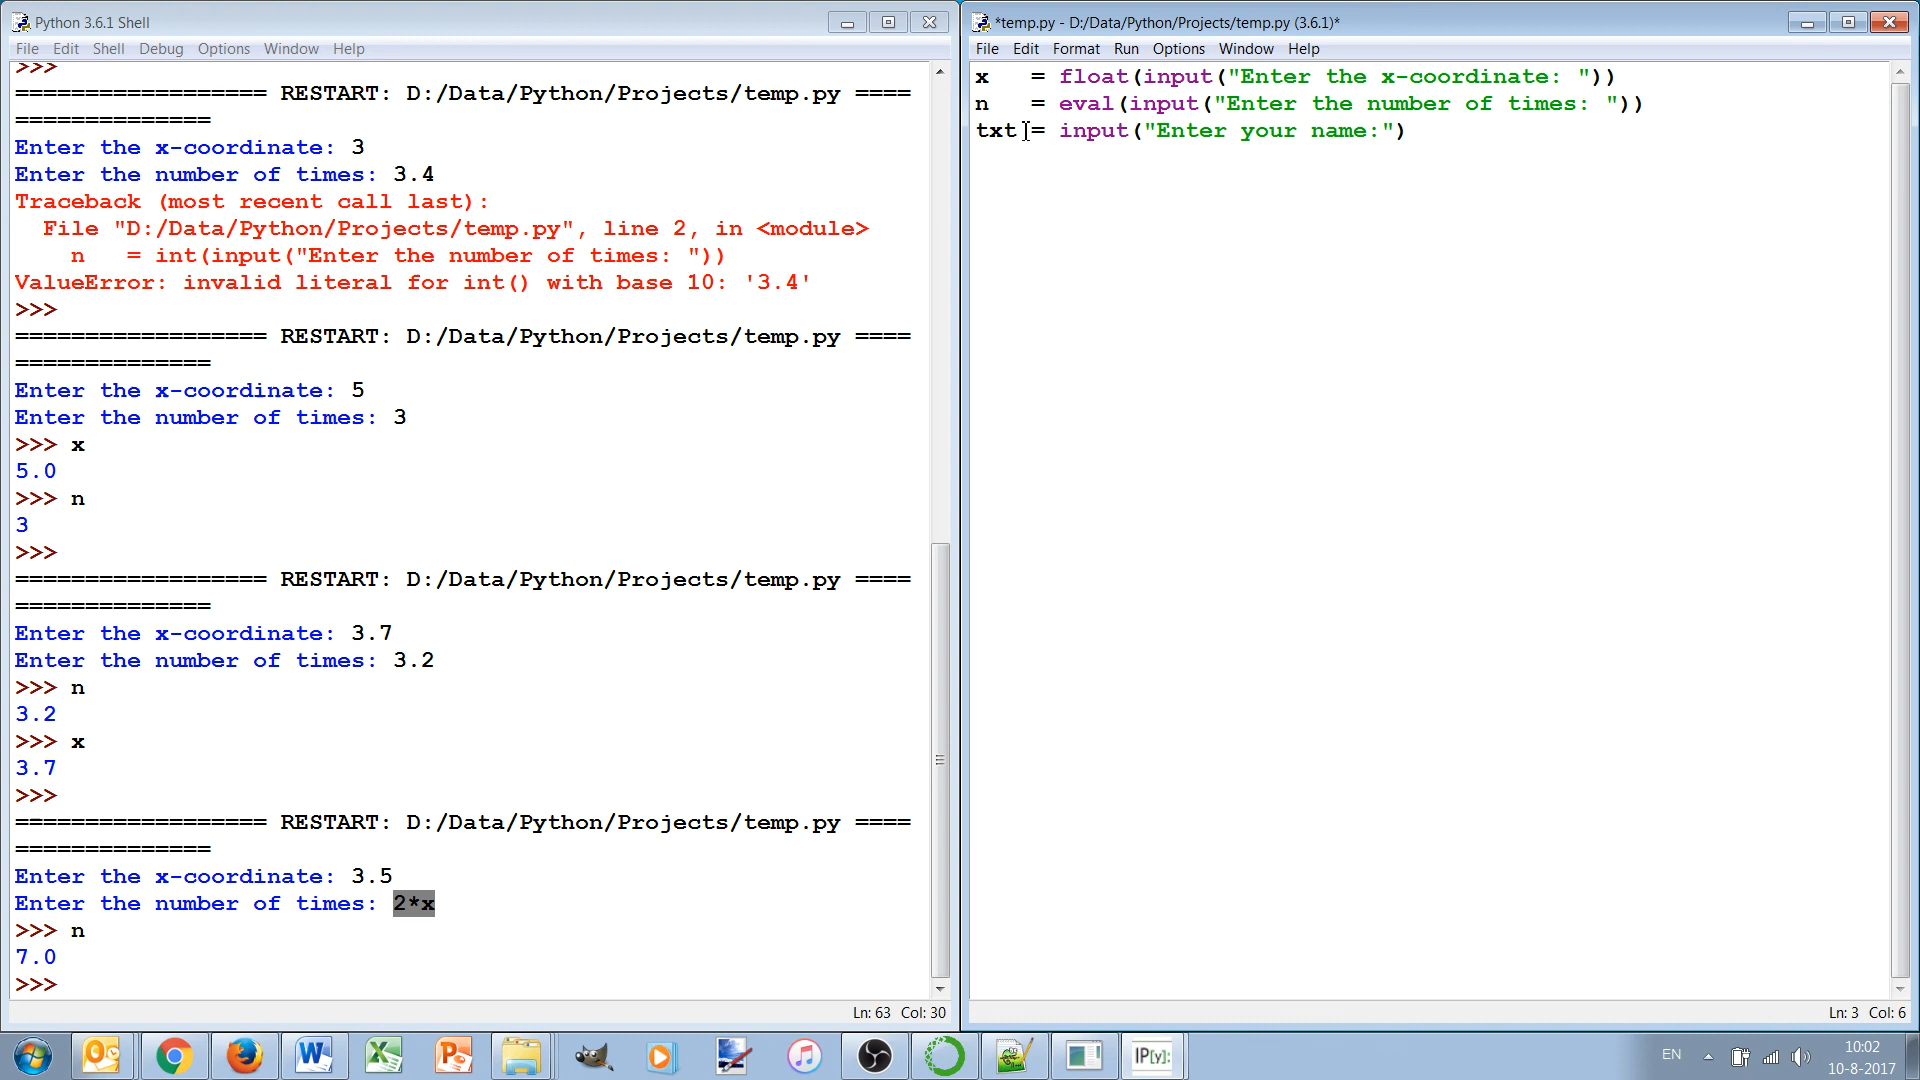 Python 3.6.1 Shell
File Edit Shell Debug Options Window Help
>>>
================== RESTART: D:/Data/Python/Projects/temp.py ====
==============
Enter the x-coordinate: 3
Enter the number of times: 3.4
Traceback (most recent call last):
  File "D:/Data/Python/Projects/temp.py", line 2, in <module>
    n   = int(input("Enter the number of times: "))
ValueError: invalid literal for int() with base 10: '3.4'
>>>
================== RESTART: D:/Data/Python/Projects/temp.py ====
==============
Enter the x-coordinate: 5
Enter the number of times: 3
>>> x
5.0
>>> n
3
>>>
================== RESTART: D:/Data/Python/Projects/temp.py ====
==============
Enter the x-coordinate: 3.7
Enter the number of times: 3.2
>>> n
3.2
>>> x
3.7
>>>
================== RESTART: D:/Data/Python/Projects/temp.py ====
==============
Enter the x-coordinate: 3.5
Enter the number of times: 2*x
>>> n
7.0
>>>
Ln: 63 Col: 30
*temp.py - D:/Data/Python/Projects/temp.py (3.6.1)*
File Edit Format Run Options Window Help
x   = float(input("Enter the x-coordinate: "))
n   = eval(input("Enter the number of times: "))
txt = input("Enter your name:")
Ln: 3 Col: 6
IP[y]:
EN
10:02
10-8-2017